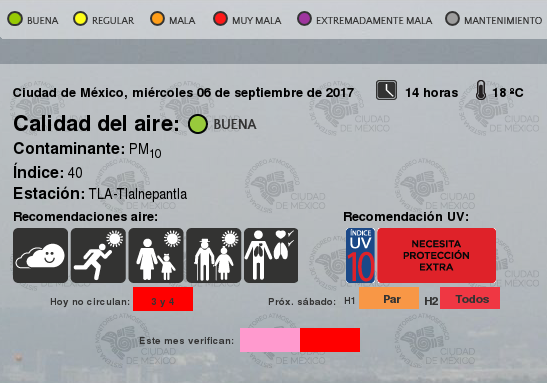 BUENA REGULAR MALA MUY MALA EXTREMADAMENTE MALA MANTENIMIENTO
Ciudad de México, miércoles 06 de septiembre de 2017 14 horas 18 ºC
Calidad del aire: BUENA
Contaminante: PM10
Índice: 40
Estación: TLA-Tlalnepantla
Recomendaciones aire: Recomendación UV:
ÍNDICE UV 10 NECESITA PROTECCIÓN EXTRA
Hoy no circulan: 3 y 4 Próx. sábado: H1 Par H2 Todos
Este mes verifican: